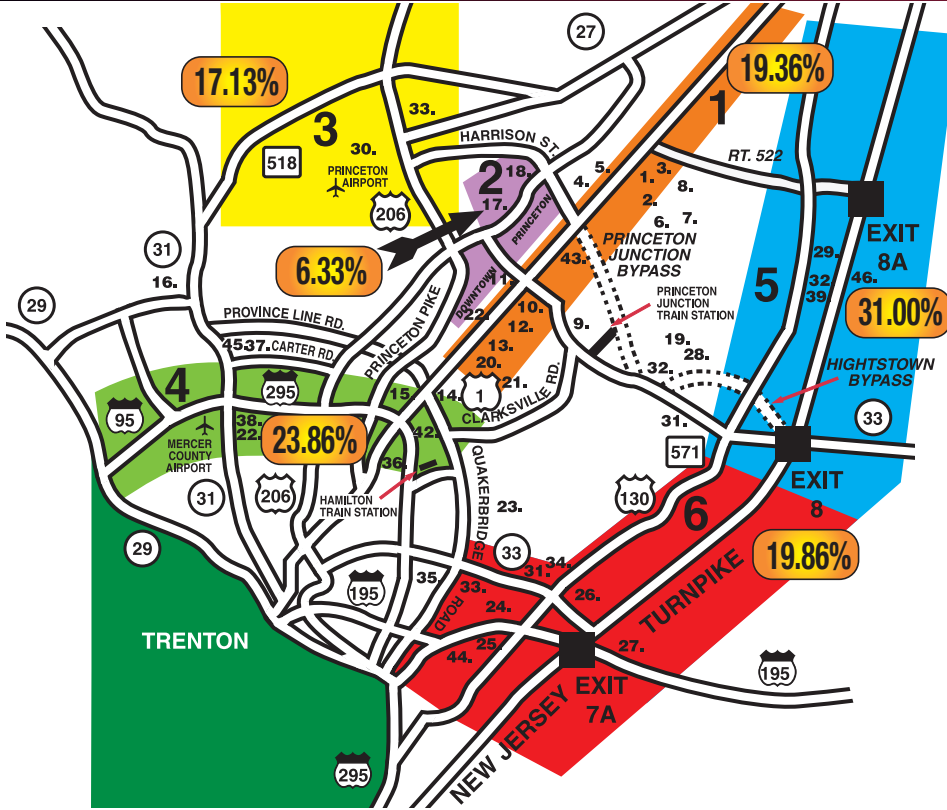 27
17.13%
19.36%
1
3
33.
HARRISON ST.
518
30.
PRINCETON
AIRPORT
206
2
18.
17.
5.
4.
1.
3.
2.
8.
6.
7.
RT. 522
EXIT
8A
PRINCETON
DOWNTOWN
PRINCETON
JUNCTION
BYPASS
43.
6.33%
31
16.
29
5
29.
32
39.
46.
31.00%
PRINCETON
JUNCTION
TRAIN STATION
11.
22.
10.
12.
13.
20.
21.
9.
19.
28.
32.
HIGHTSTOWN
BYPASS
PROVINCE LINE RD.
45.
37.
CARTER RD.
PRINCETON PIKE
4
295
95
15.
14.
1
CLARKSVILLE RD.
38.
22.
23.86%
MERCER
COUNTY
AIRPORT
42.
36.
31.
33
571
EXIT
8
31
206
HAMILTON
TRAIN STATION
QUAKERBRIDGE
ROAD
23.
130
6
19.86%
29
33
34.
31.
195
35.
33.
24.
26.
TURNPIKE
TRENTON
25.
44.
27.
195
EXIT
7A
NEW JERSEY
295